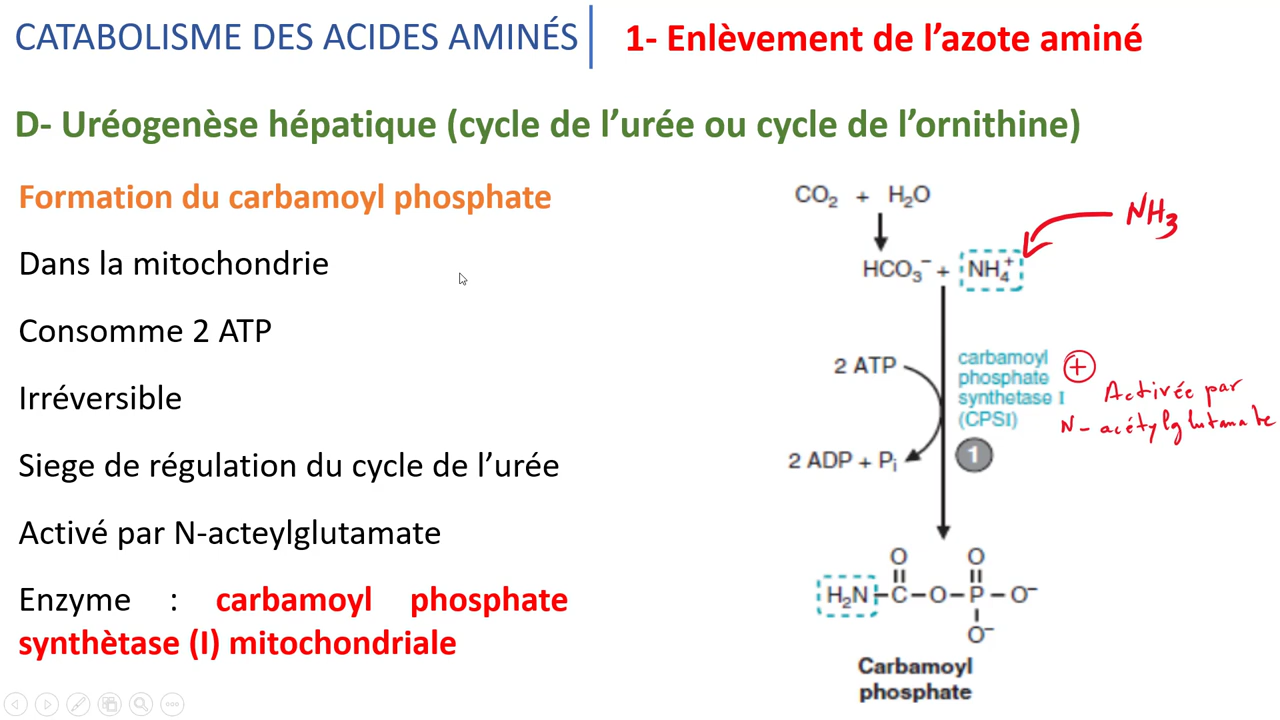 CATABOLISME DES ACIDES AMINÉS
1- Enlèvement de l'azote aminé
D- Uréogenèse hépatique (cycle de l'urée ou cycle de l'ornithine)
Formation du carbamoyl phosphate
Dans la mitochondrie
Consomme 2 ATP
Irréversible
Siege de régulation du cycle de l'urée
Activé par N-acteylglutamate
Enzyme : carbamoyl phosphate
synthètase (I) mitochondriale
CO₂ + H₂O
NH₃
HCO₃⁻ + NH₄⁺
2 ATP
carbamoyl
phosphate
synthetase I
(CPSI)
+
Activée par
N-acétylglutamate
2 ADP + Pᵢ
1
O O
H₂N-C-O-P-O⁻
O⁻
Carbamoyl
phosphate